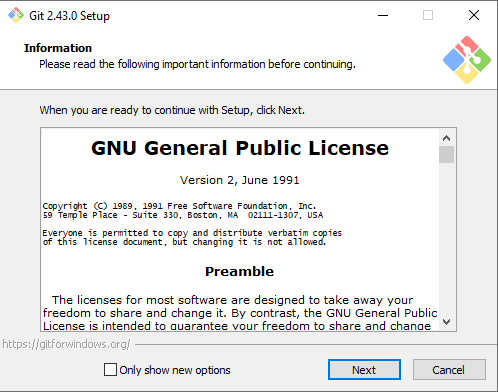 Git 2.43.0 Setup
Information
Please read the following important information before continuing.
When you are ready to continue with Setup, click Next.
GNU General Public License
Version 2, June 1991
Copyright (C) 1989, 1991 Free Software Foundation, Inc.
59 Temple Place - Suite 330, Boston, MA  02111-1307, USA
Everyone is permitted to copy and distribute verbatim copies
of this license document, but changing it is not allowed.
Preamble
The licenses for most software are designed to take away your
freedom to share and change it. By contrast, the GNU General Public
License is intended to guarantee your freedom to share and change
https://gitforwindows.org/
Only show new options
Next
Cancel